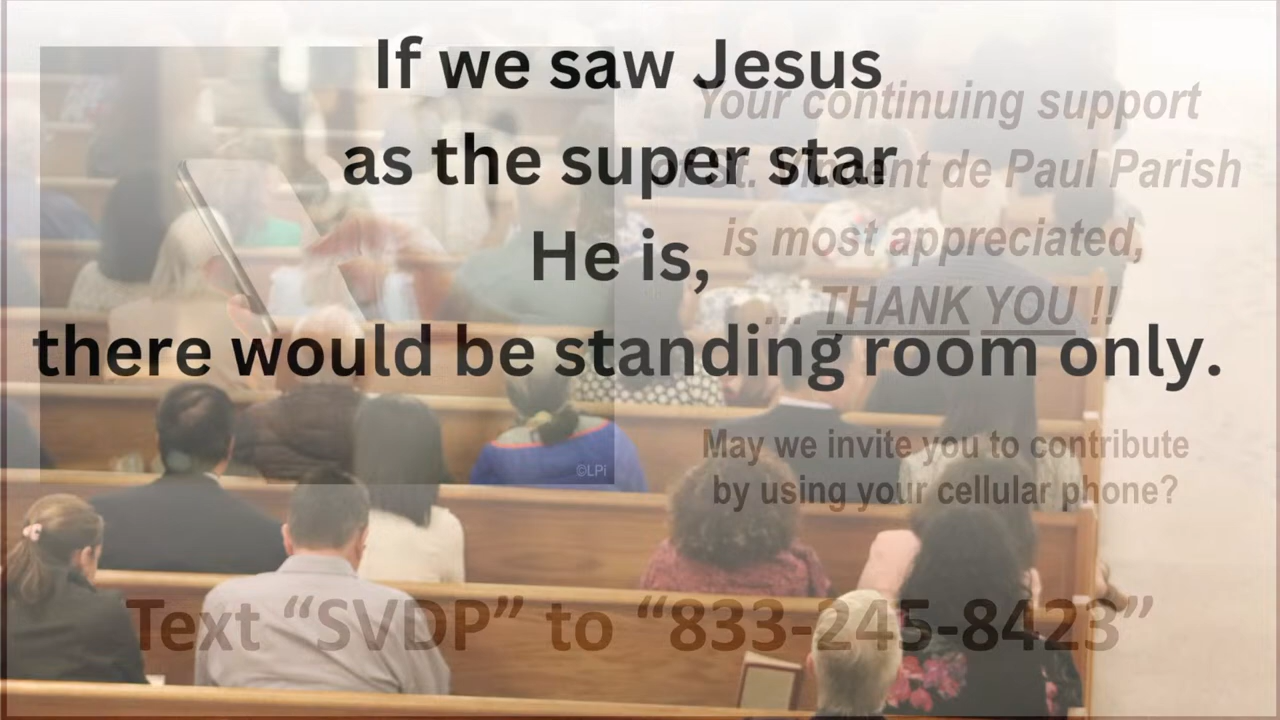 If we saw Jesus
as the super star
He is,
there would be standing room only.
Your continuing support
of St. Vincent de Paul Parish
is most appreciated,
... THANK YOU !!
May we invite you to contribute
by using your cellular phone?
©LPi
Text “SVDP” to “833-245-8423”